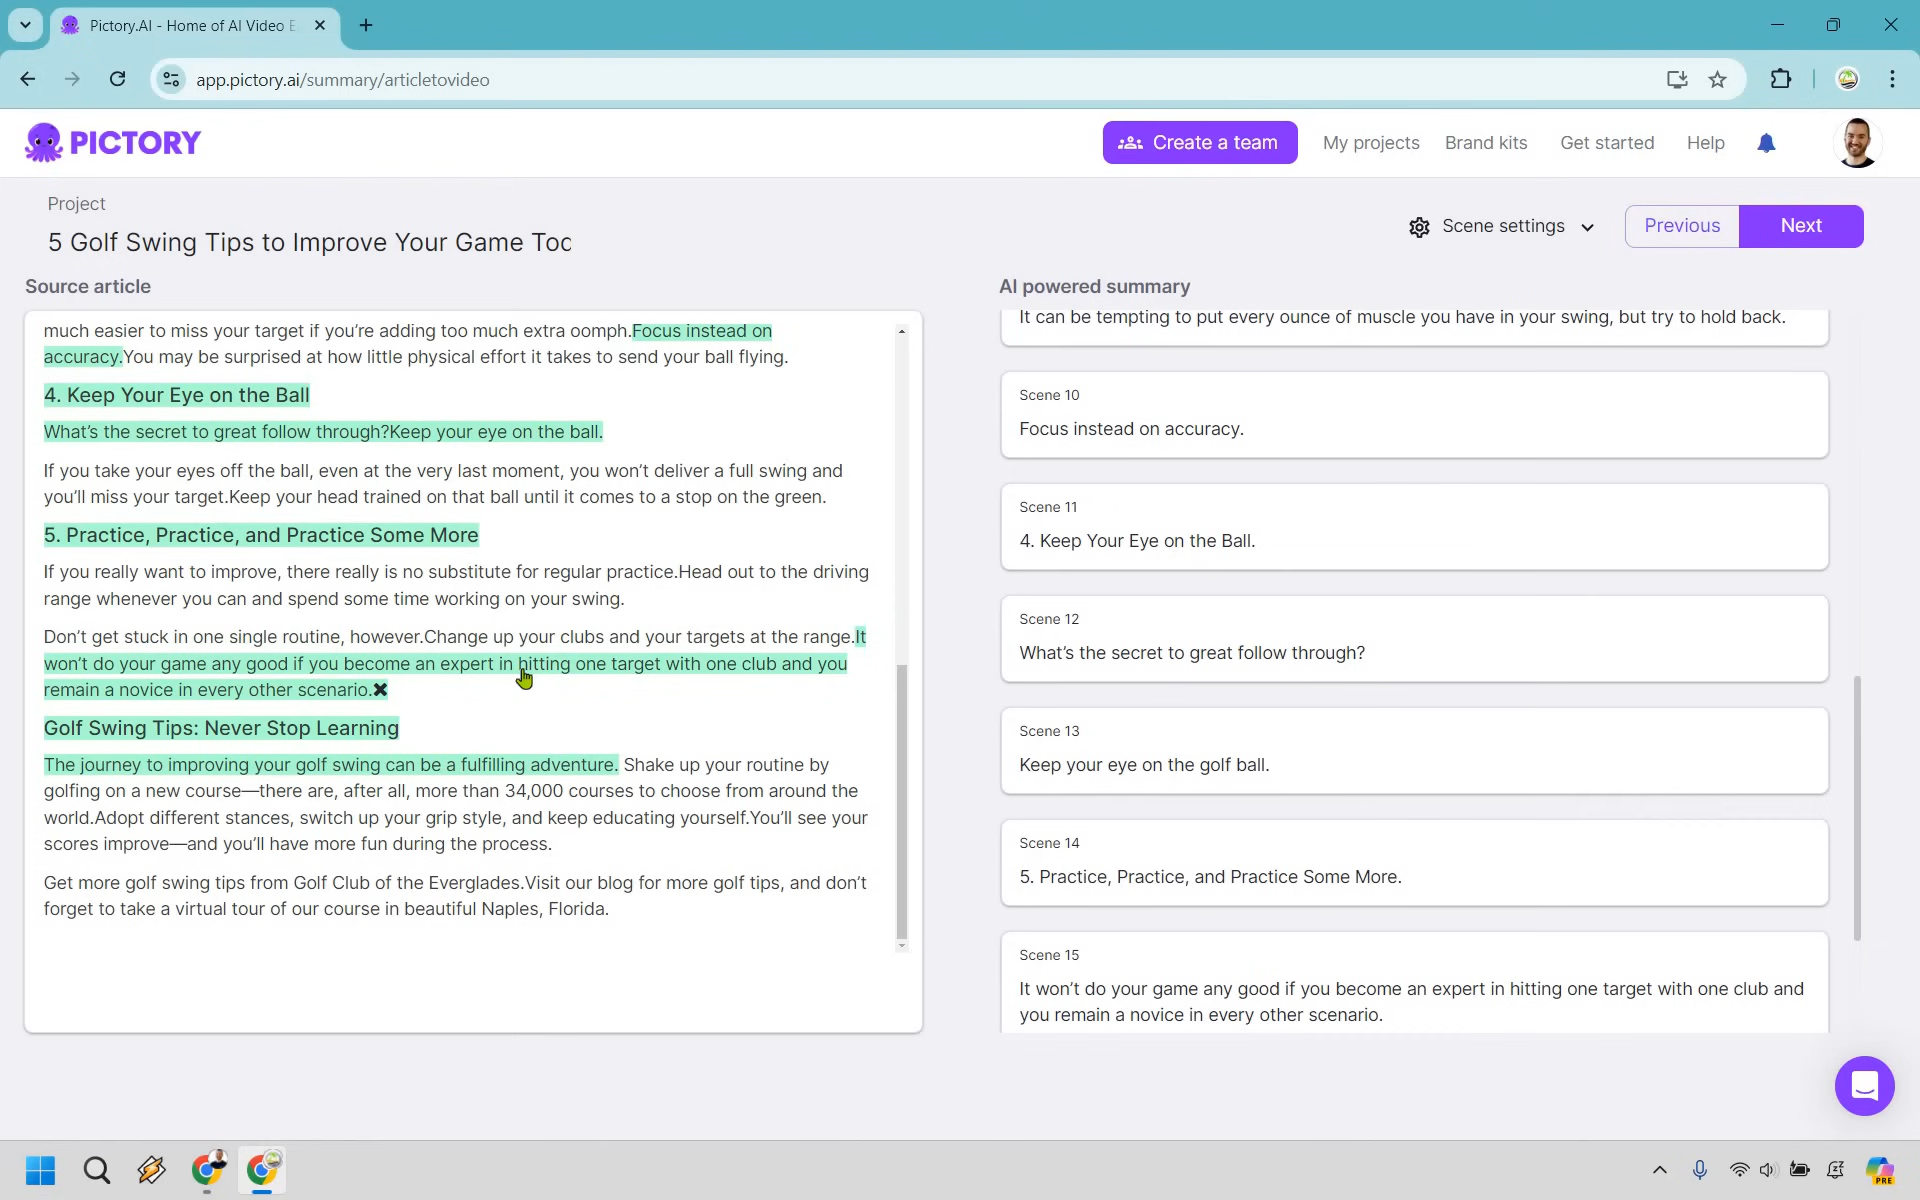 Pictory.AI - Home of AI Video E
app.pictory.ai/summary/articletovideo
PICTORY
Create a team
My projects
Brand kits
Get started
Help
Project
5 Golf Swing Tips to Improve Your Game Toc
Scene settings
Previous
Next
Source article
much easier to miss your target if you’re adding too much extra oomph.Focus instead on
accuracy.You may be surprised at how little physical effort it takes to send your ball flying.
4. Keep Your Eye on the Ball
What’s the secret to great follow through?Keep your eye on the ball.
If you take your eyes off the ball, even at the very last moment, you won’t deliver a full swing and
you’ll miss your target.Keep your head trained on that ball until it comes to a stop on the green.
5. Practice, Practice, and Practice Some More
If you really want to improve, there really is no substitute for regular practice.Head out to the driving
range whenever you can and spend some time working on your swing.
Don’t get stuck in one single routine, however.Change up your clubs and your targets at the range.It
won’t do your game any good if you become an expert in hitting one target with one club and you
remain a novice in every other scenario.
Golf Swing Tips: Never Stop Learning
The journey to improving your golf swing can be a fulfilling adventure. Shake up your routine by
golfing on a new course—there are, after all, more than 34,000 courses to choose from around the
world.Adopt different stances, switch up your grip style, and keep educating yourself.You’ll see your
scores improve—and you’ll have more fun during the process.
Get more golf swing tips from Golf Club of the Everglades.Visit our blog for more golf tips, and don’t
forget to take a virtual tour of our course in beautiful Naples, Florida.
AI powered summary
It can be tempting to put every ounce of muscle you have in your swing, but try to hold back.
Scene 10
Focus instead on accuracy.
Scene 11
4. Keep Your Eye on the Ball.
Scene 12
What’s the secret to great follow through?
Scene 13
Keep your eye on the golf ball.
Scene 14
5. Practice, Practice, and Practice Some More.
Scene 15
It won’t do your game any good if you become an expert in hitting one target with one club and
you remain a novice in every other scenario.
PRE